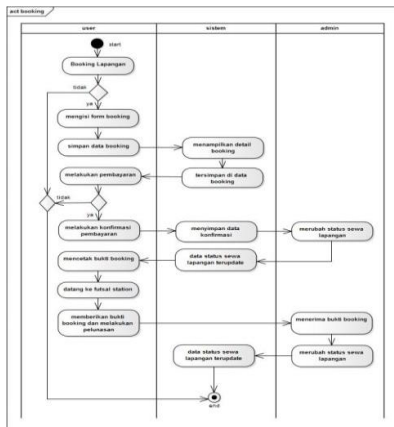 act booking
user
sistem
admin
start
Booking Lapangan
tidak
ya
mengisi form booking
simpan data booking
menampilkan detail
booking
melakukan pembayaran
tersimpan di data
booking
tidak
ya
melakukan konfirmasi
pembayaran
menyimpan data
konfirmasi
merubah status sewa
lapangan
mencetak bukti booking
data status sewa
lapangan terupdate
datang ke futsal station
memberikan bukti
booking dan melakukan
pelunasan
menerima bukti booking
data status sewa
lapangan terupdate
merubah status sewa
lapangan
end